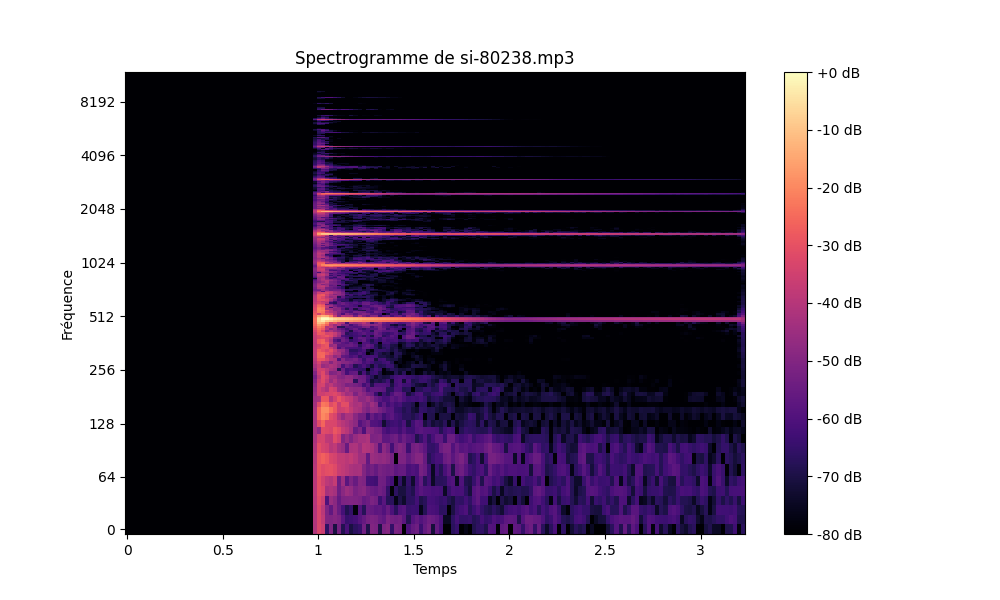 Spectrogramme de si-80238.mp3
Fréquence
8192
4096
2048
1024
512
256
128
64
0
0
0.5
1
1.5
2
2.5
3
Temps
+0 dB
-10 dB
-20 dB
-30 dB
-40 dB
-50 dB
-60 dB
-70 dB
-80 dB